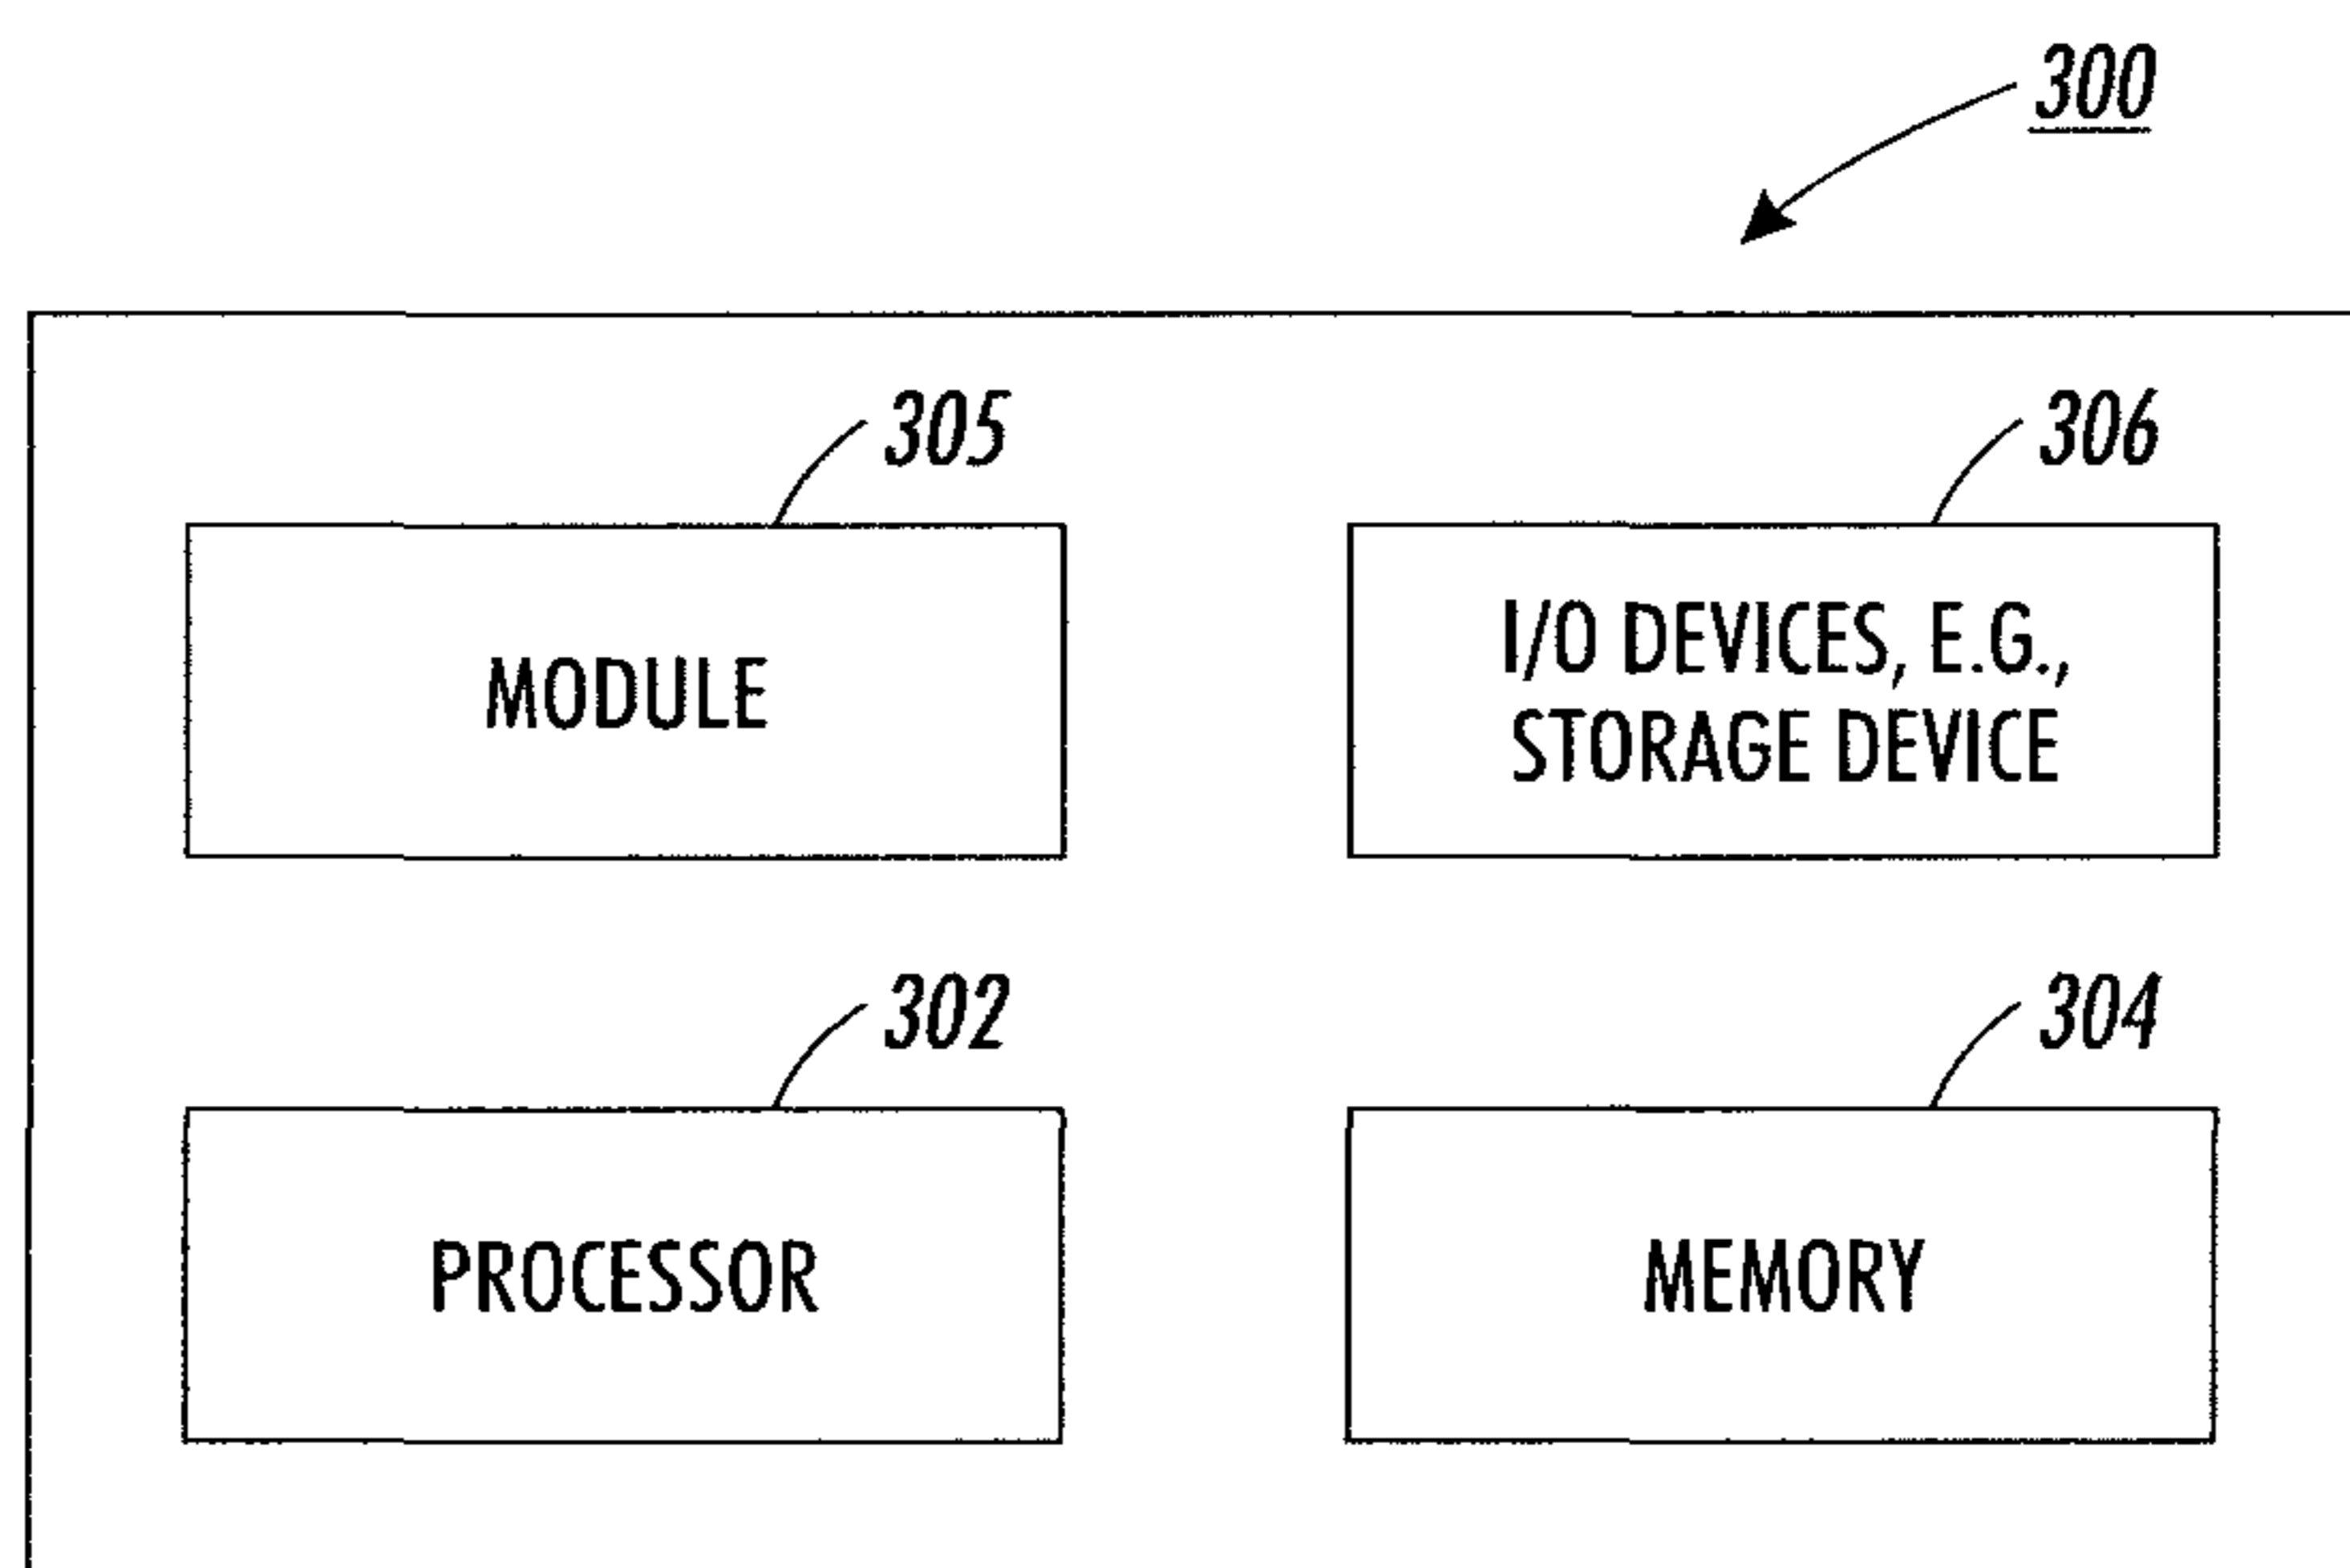 300
305
306
MODULE
I/O DEVICES, E.G.,
STORAGE DEVICE
302
304
PROCESSOR
MEMORY